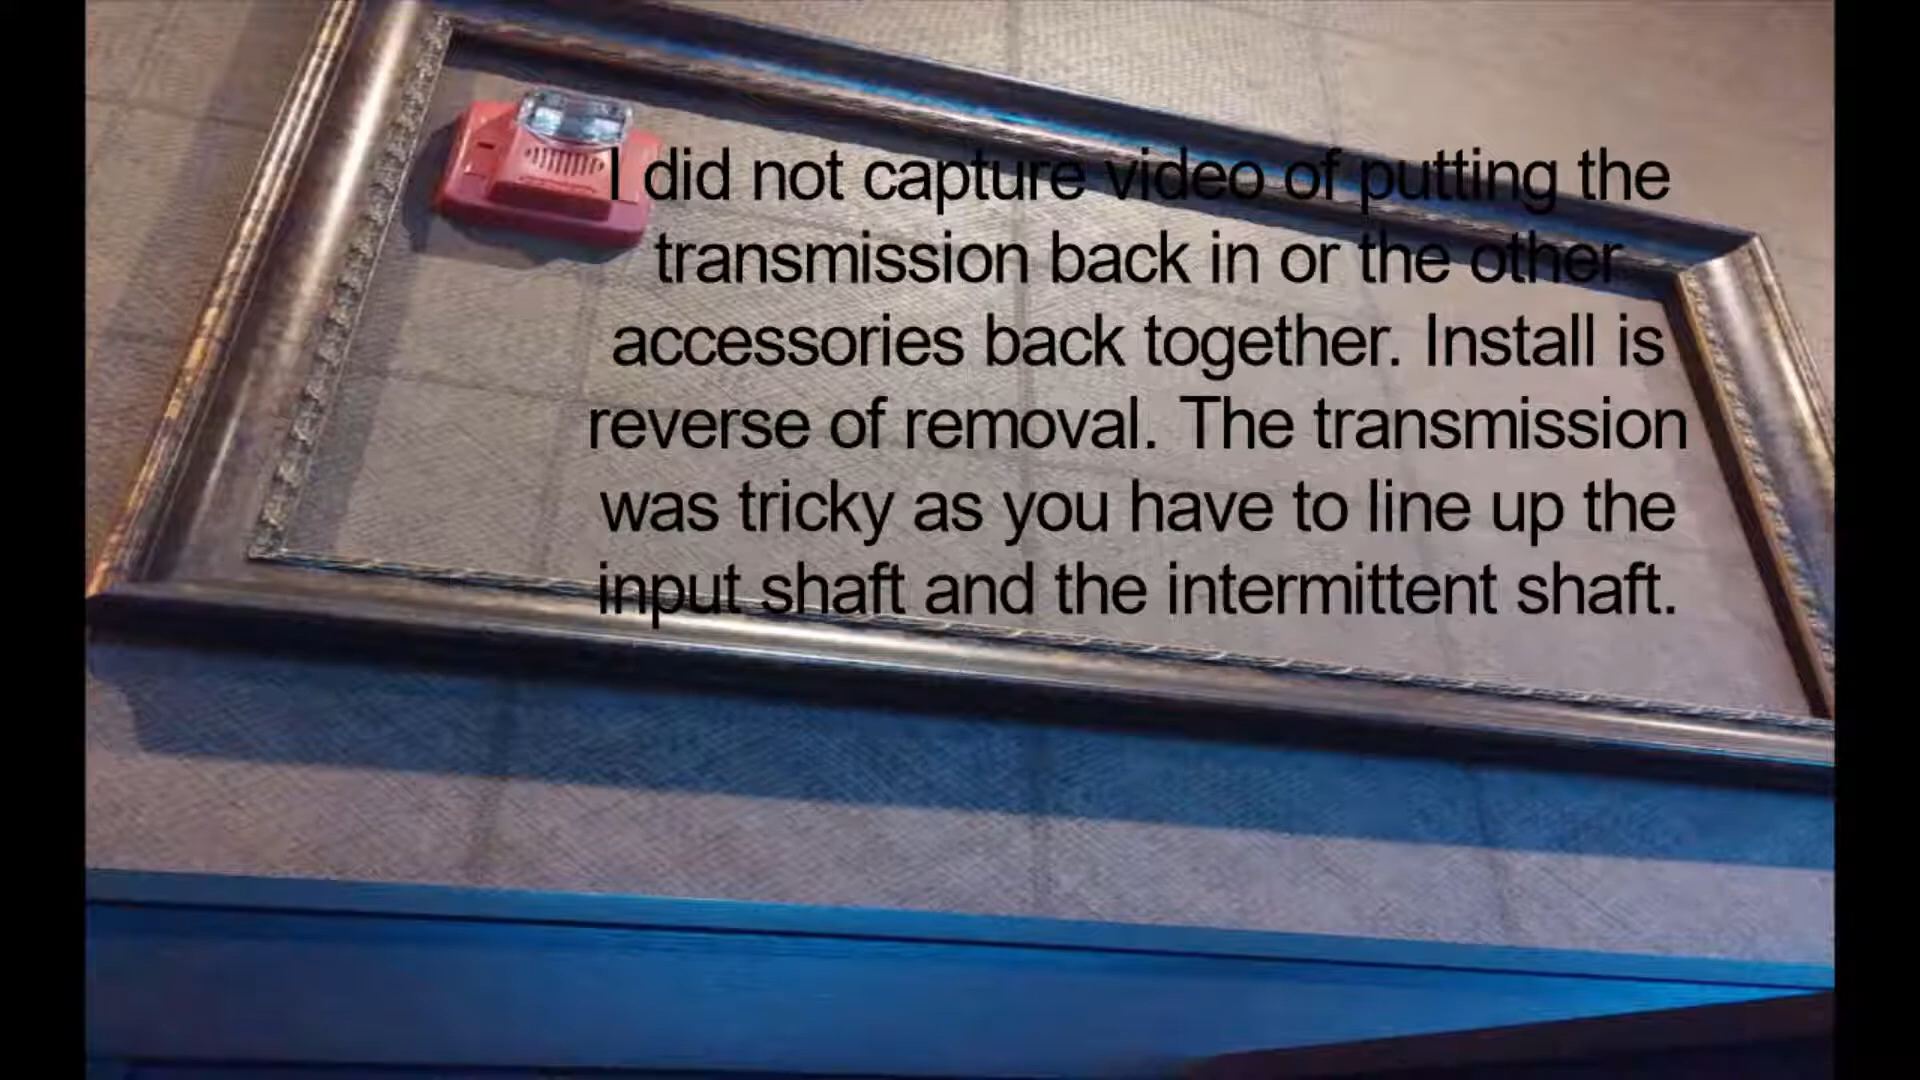 I did not capture video of putting the
transmission back in or the other
accessories back together. Install is
reverse of removal. The transmission
was tricky as you have to line up the
input shaft and the intermittent shaft.